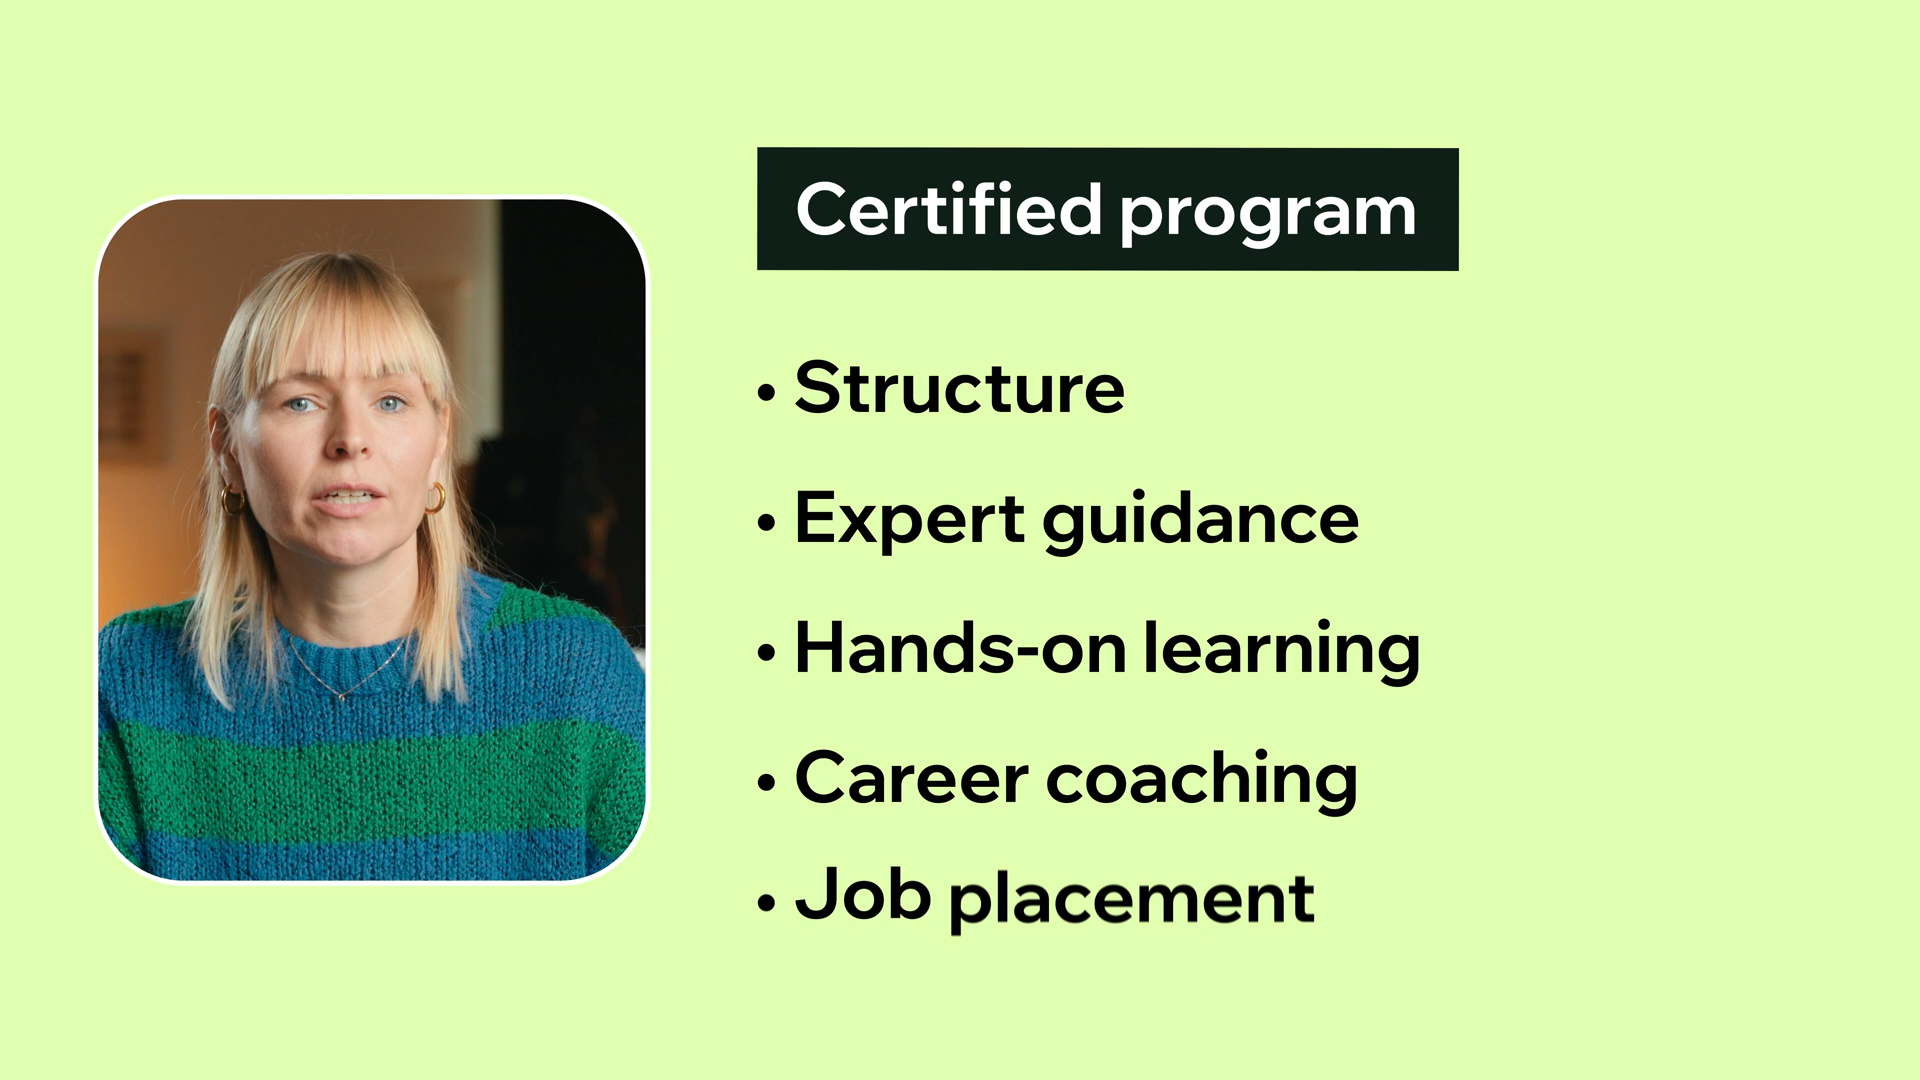 Certified program
• Structure
• Expert guidance
• Hands-on learning
• Career coaching
• Job placement